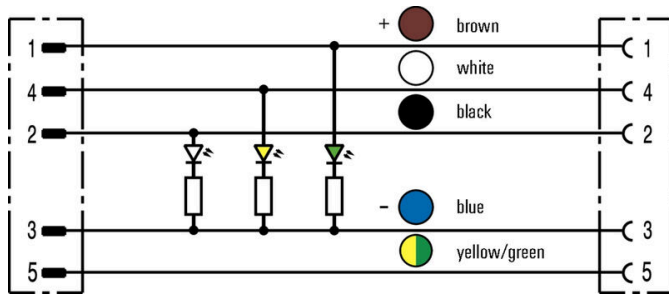 1 + brown 1
white
4 4
black
2 2
3 - blue 3
yellow/green
5 5